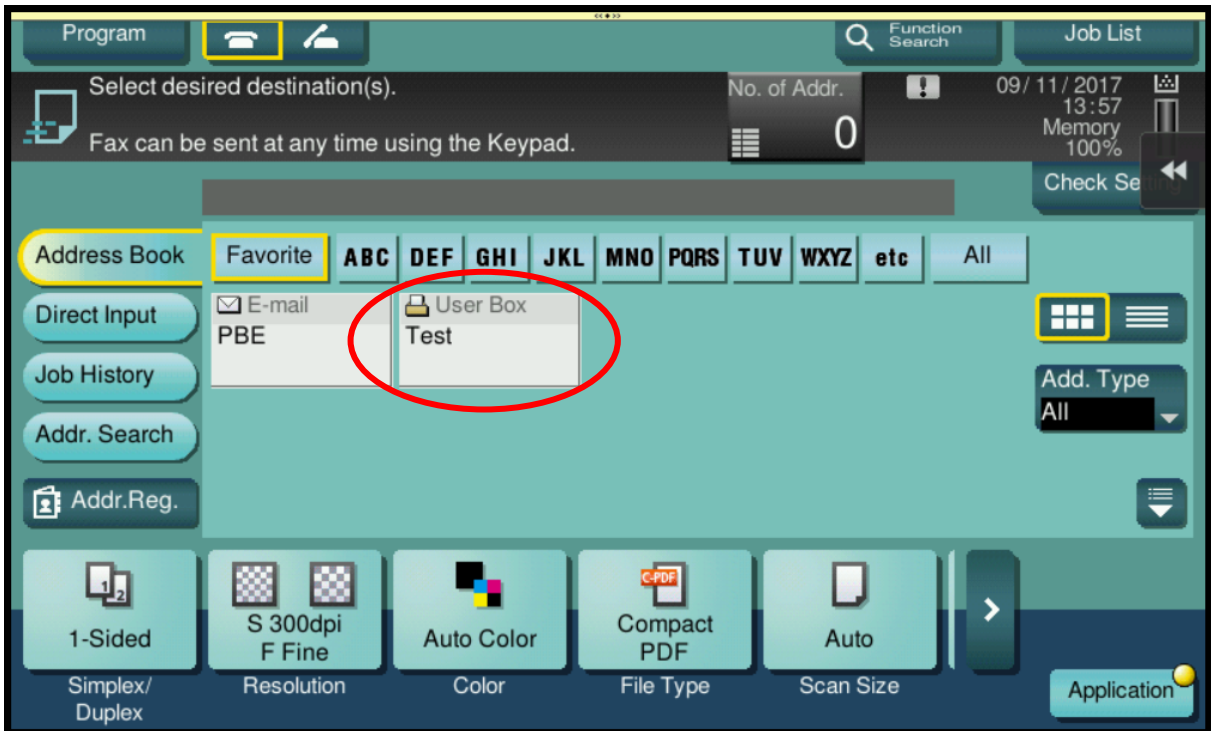 Program
Function
Search
Job List
Select desired destination(s).
Fax can be sent at any time using the Keypad.
No. of Addr.
0
09/11/2017
13:57
Memory
100%
Check Setting
Address Book
Favorite ABC DEF GHI JKL MNO PQRS TUV WXYZ etc All
Direct Input
Job History
Addr. Search
Addr.Reg.
E-mail
PBE
User Box
Test
Add. Type
All
1 2
1-Sided
Simplex/
Duplex
S 300dpi
F Fine
Resolution
Auto Color
Color
C-PDF
Compact
PDF
File Type
Auto
Scan Size
Application